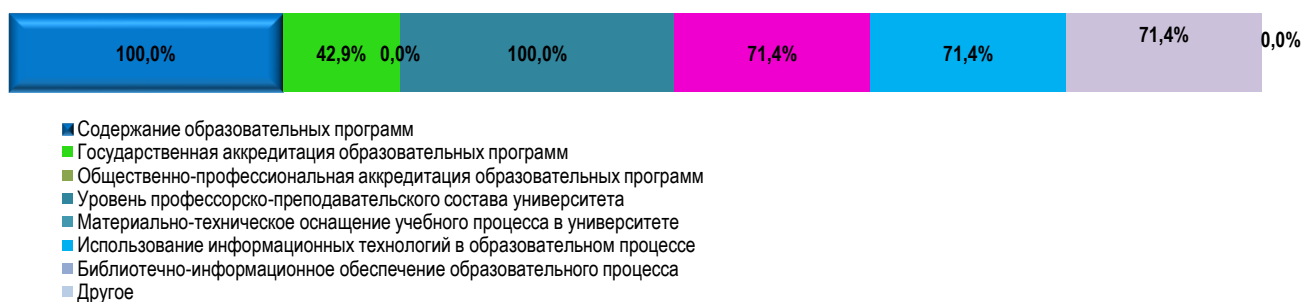 100,0% 42,9% 0,0% 100,0% 71,4% 71,4% 71,4% 0,0%
Содержание образовательных программ
Государственная аккредитация образовательных программ
Общественно-профессиональная аккредитация образовательных программ
Уровень профессорско-преподавательского состава университета
Материально-техническое оснащение учебного процесса в университете
Использование информационных технологий в образовательном процессе
Библиотечно-информационное обеспечение образовательного процесса
Другое